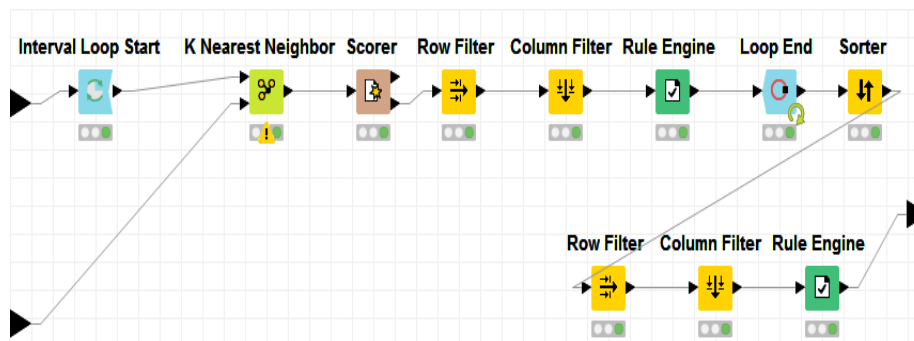 Interval Loop Start K Nearest Neighbor Scorer Row Filter Column Filter Rule Engine Loop End Sorter
Row Filter Column Filter Rule Engine